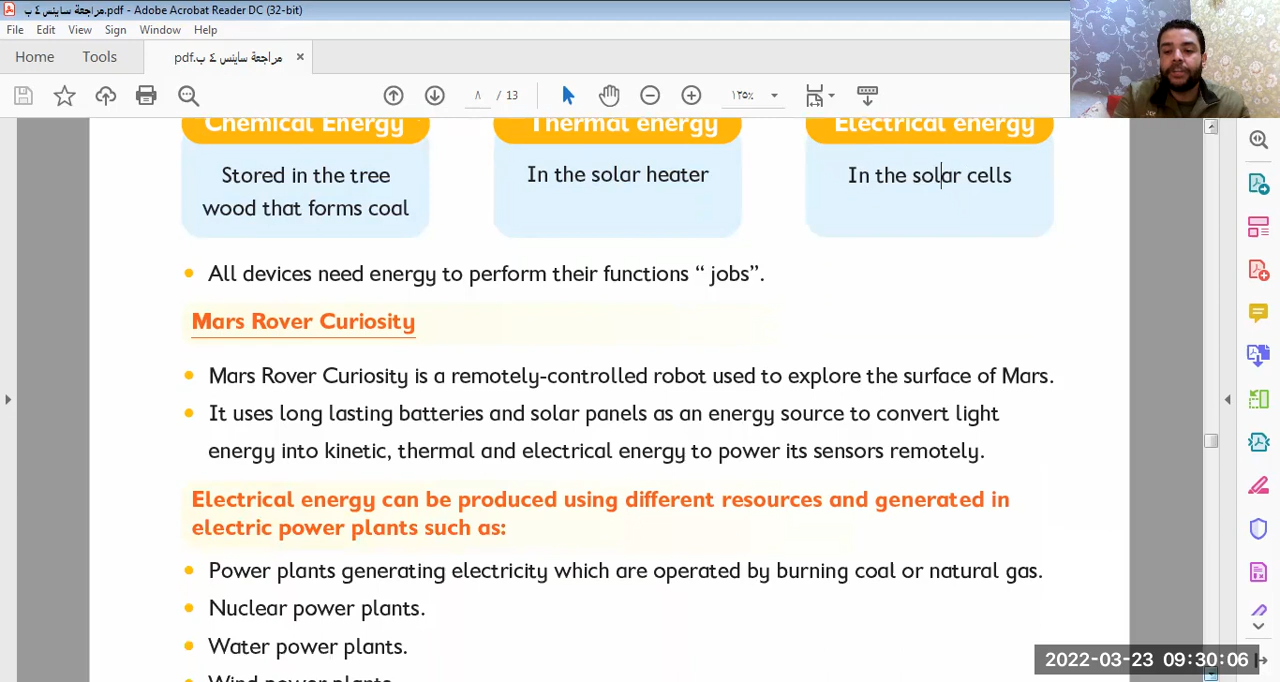 مراجعة ساينس ٤ ب.pdf - Adobe Acrobat Reader DC (32-bit)
File Edit View Sign Window Help
Home Tools مراجعة ساينس ٤ ب.pdf ×
٨ / 13 ١٢٥%
Chemical Energy Thermal energy Electrical energy
Stored in the tree In the solar heater In the solar cells
wood that forms coal
• All devices need energy to perform their functions “ jobs”.
Mars Rover Curiosity
• Mars Rover Curiosity is a remotely-controlled robot used to explore the surface of Mars.
• It uses long lasting batteries and solar panels as an energy source to convert light
energy into kinetic, thermal and electrical energy to power its sensors remotely.
Electrical energy can be produced using different resources and generated in
electric power plants such as:
• Power plants generating electricity which are operated by burning coal or natural gas.
• Nuclear power plants.
• Water power plants.
• Wind power plants.
2022-03-23 09:30:06